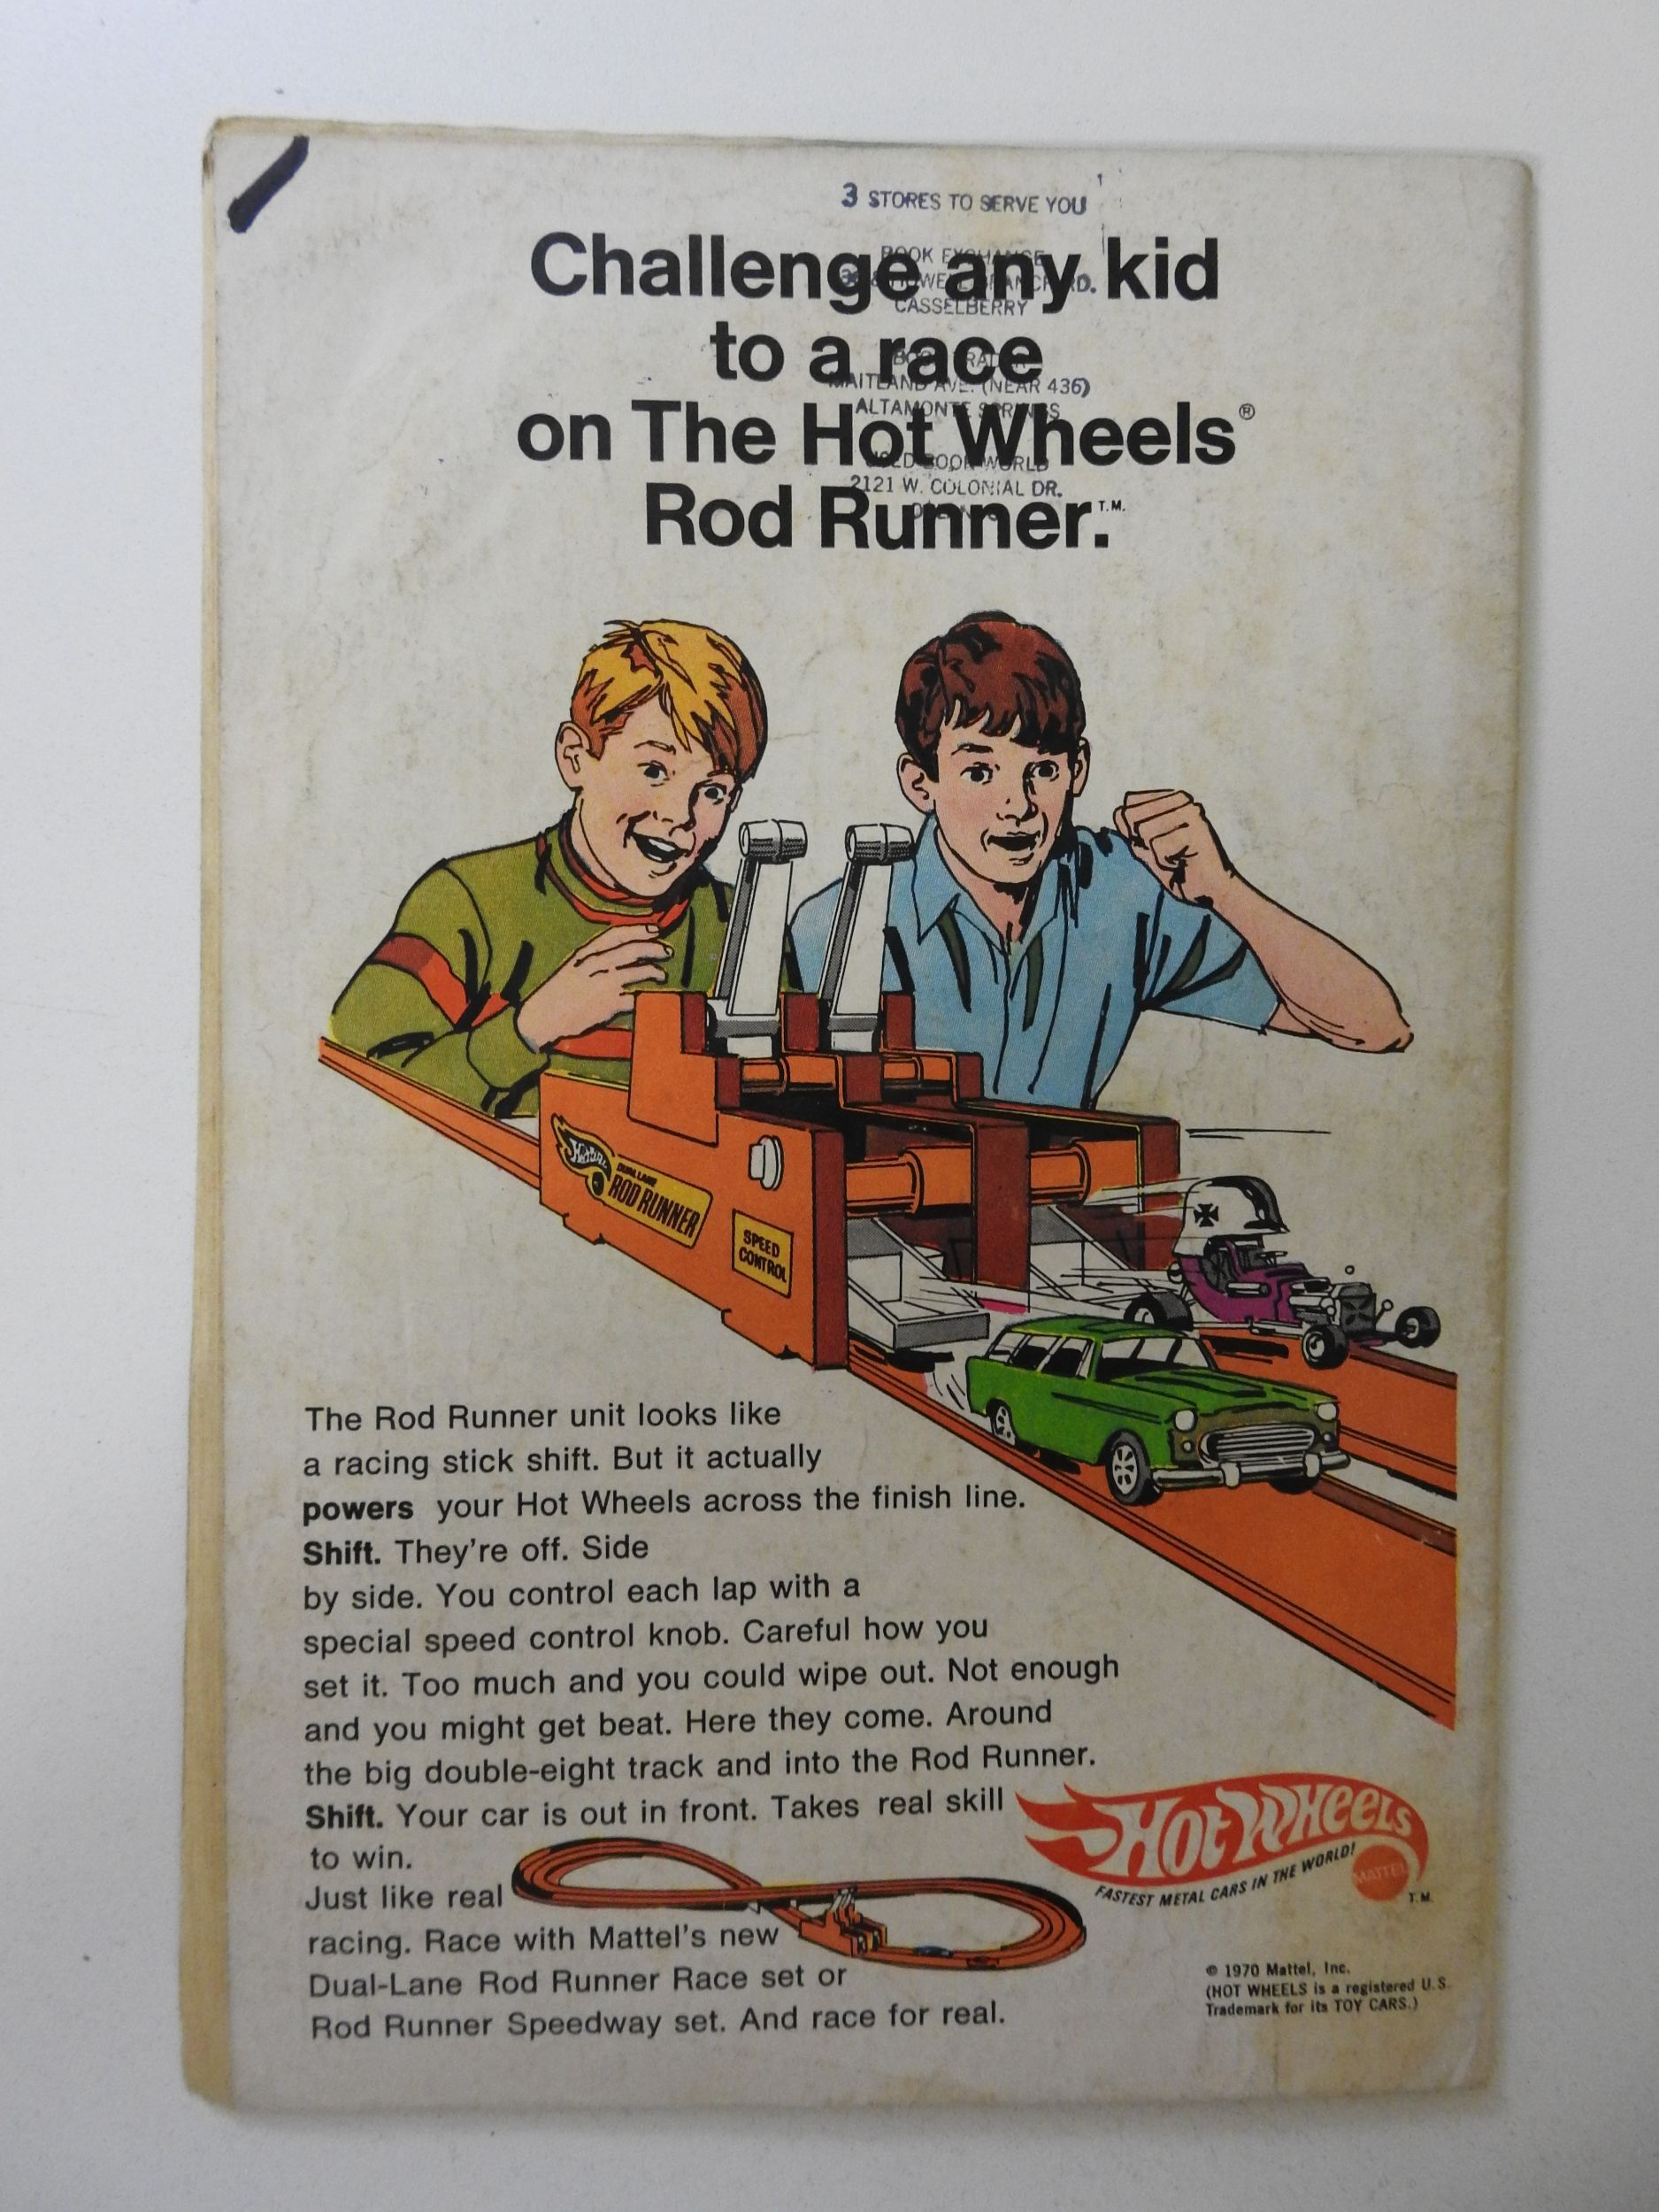 3 STORES TO SERVE YOU
BOOK EXCHANGE
RD.
CASSELBERRY
MAITLAND AVE. (NEAR 436)
ALTAMONTE SPRINGS
USED BOOK WORLD
2121 W. COLONIAL DR.
Challenge any kid
to a race
on The Hot Wheels®
Rod Runner.T.M.
HOT WHEELS
DUAL LANE
ROD RUNNER
SPEED
CONTROL
The Rod Runner unit looks like
a racing stick shift. But it actually
powers your Hot Wheels across the finish line.
Shift. They're off. Side
by side. You control each lap with a
special speed control knob. Careful how you
set it. Too much and you could wipe out. Not enough
and you might get beat. Here they come. Around
the big double-eight track and into the Rod Runner.
Shift. Your car is out in front. Takes real skill
to win.
Just like real
racing. Race with Mattel's new
Dual-Lane Rod Runner Race set or
Rod Runner Speedway set. And race for real.
HOT WHEELS
FASTEST METAL CARS IN THE WORLD!
MATTEL
T.M.
© 1970 Mattel, Inc.
(HOT WHEELS is a registered U.S.
Trademark for its TOY CARS.)